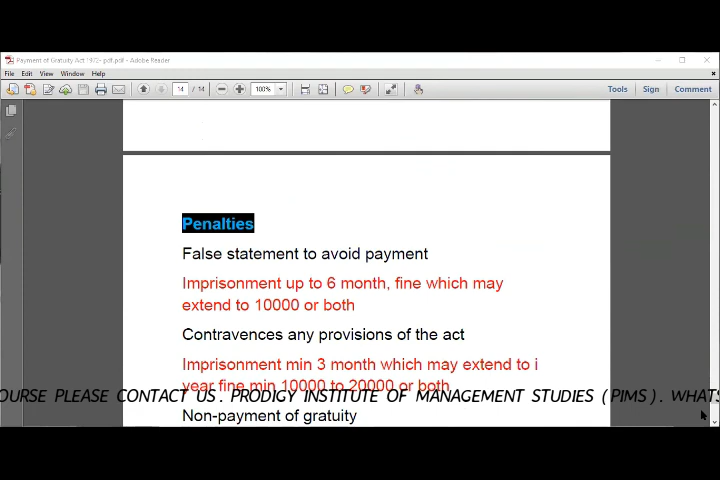 Payment of Gratuity Act 1972- pdf.pdf - Adobe Reader
File Edit View Window Help
14 / 14 100% Tools Sign Comment
Penalties
False statement to avoid payment
Imprisonment up to 6 month, fine which may
extend to 10000 or both
Contravences any provisions of the act
Imprisonment min 3 month which may extend to i
year fine min 10000 to 20000 or both
OURSE PLEASE CONTACT US . PRODIGY INSTITUTE OF MANAGEMENT STUDIES ( PIMS ) . WHATS
Non-payment of gratuity